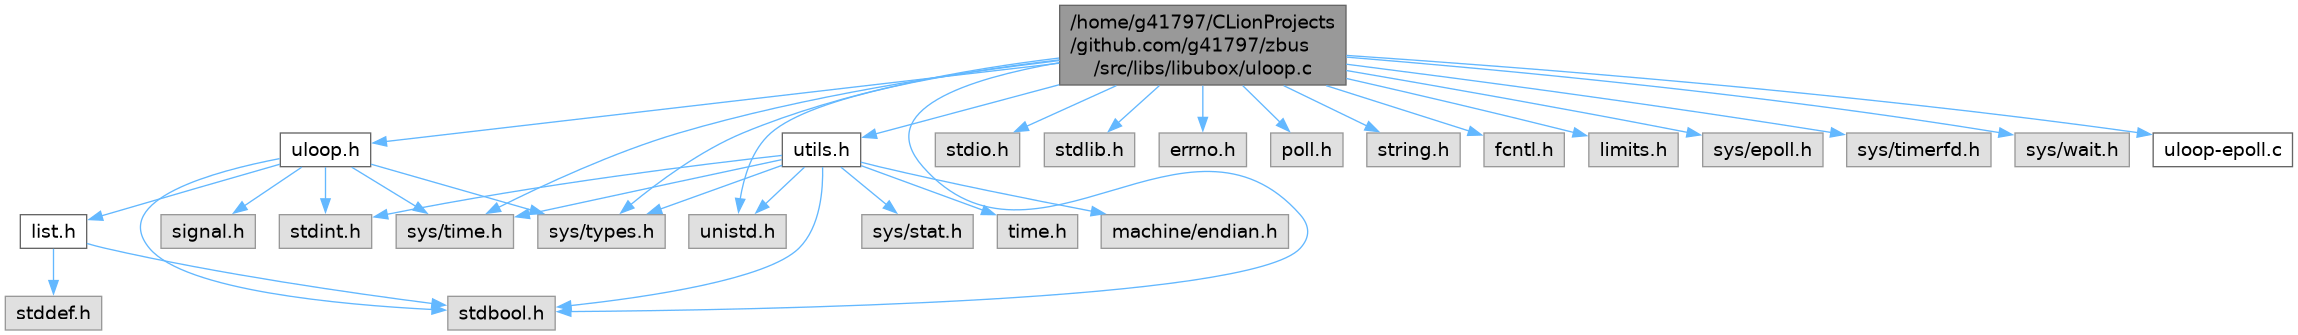 /home/g41797/CLionProjects
/github.com/g41797/zbus
/src/libs/libubox/uloop.c
uloop.h
utils.h
stdio.h
stdlib.h
errno.h
poll.h
string.h
fcntl.h
limits.h
sys/epoll.h
sys/timerfd.h
sys/wait.h
uloop-epoll.c
list.h
signal.h
stdint.h
sys/time.h
sys/types.h
unistd.h
sys/stat.h
time.h
machine/endian.h
stddef.h
stdbool.h